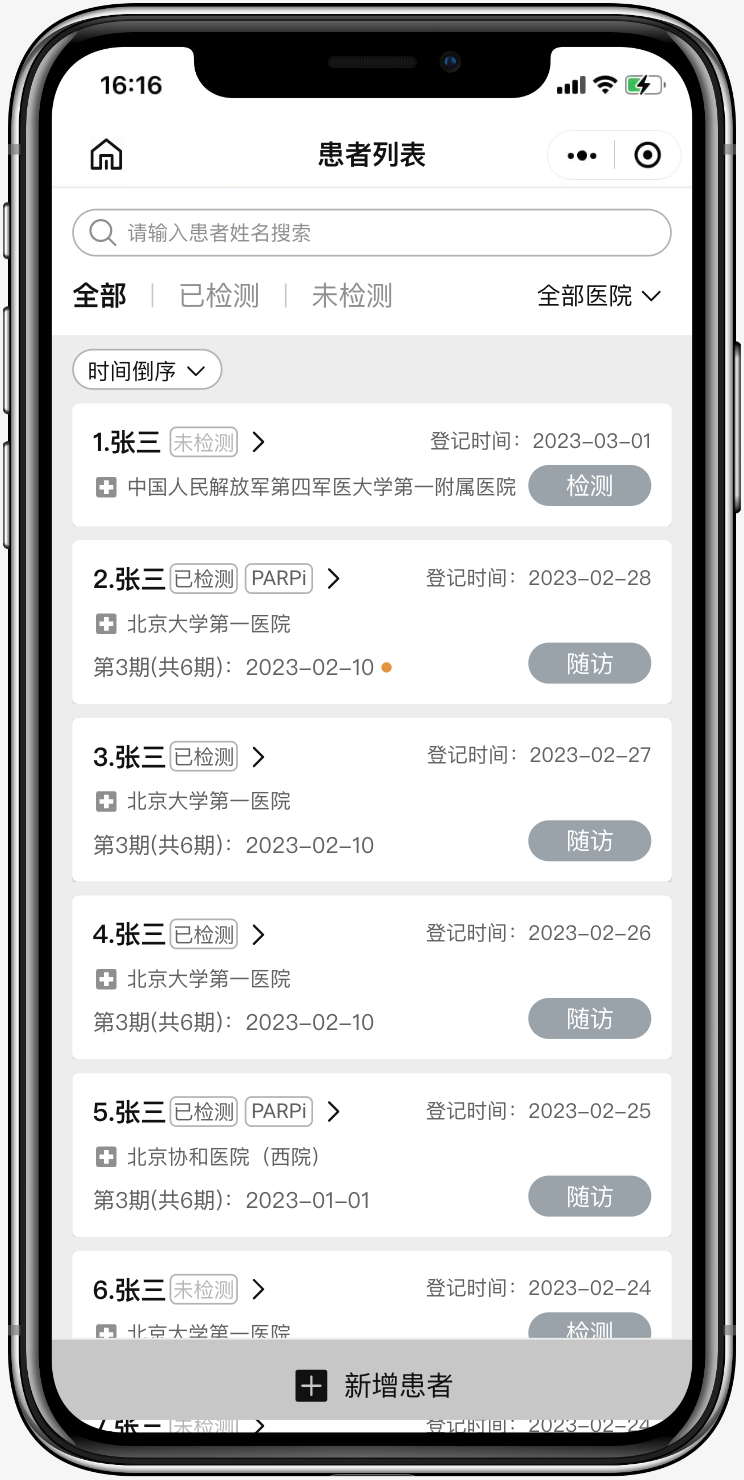 16:16
患者列表
请输入患者姓名搜索
全部 已检测 未检测 全部医院
时间倒序
1.张三 未检测 登记时间：2023-03-01
中国人民解放军第四军医大学第一附属医院 检测
2.张三 已检测 PARPi 登记时间：2023-02-28
北京大学第一医院
第3期(共6期)：2023-02-10 随访
3.张三 已检测 登记时间：2023-02-27
北京大学第一医院
第3期(共6期)：2023-02-10 随访
4.张三 已检测 登记时间：2023-02-26
北京大学第一医院
第3期(共6期)：2023-02-10 随访
5.张三 已检测 PARPi 登记时间：2023-02-25
北京协和医院（西院）
第3期(共6期)：2023-01-01 随访
6.张三 未检测 登记时间：2023-02-24
北京大学第一医院 检测
新增患者
7.张三 未检测 登记时间：2023-02-24